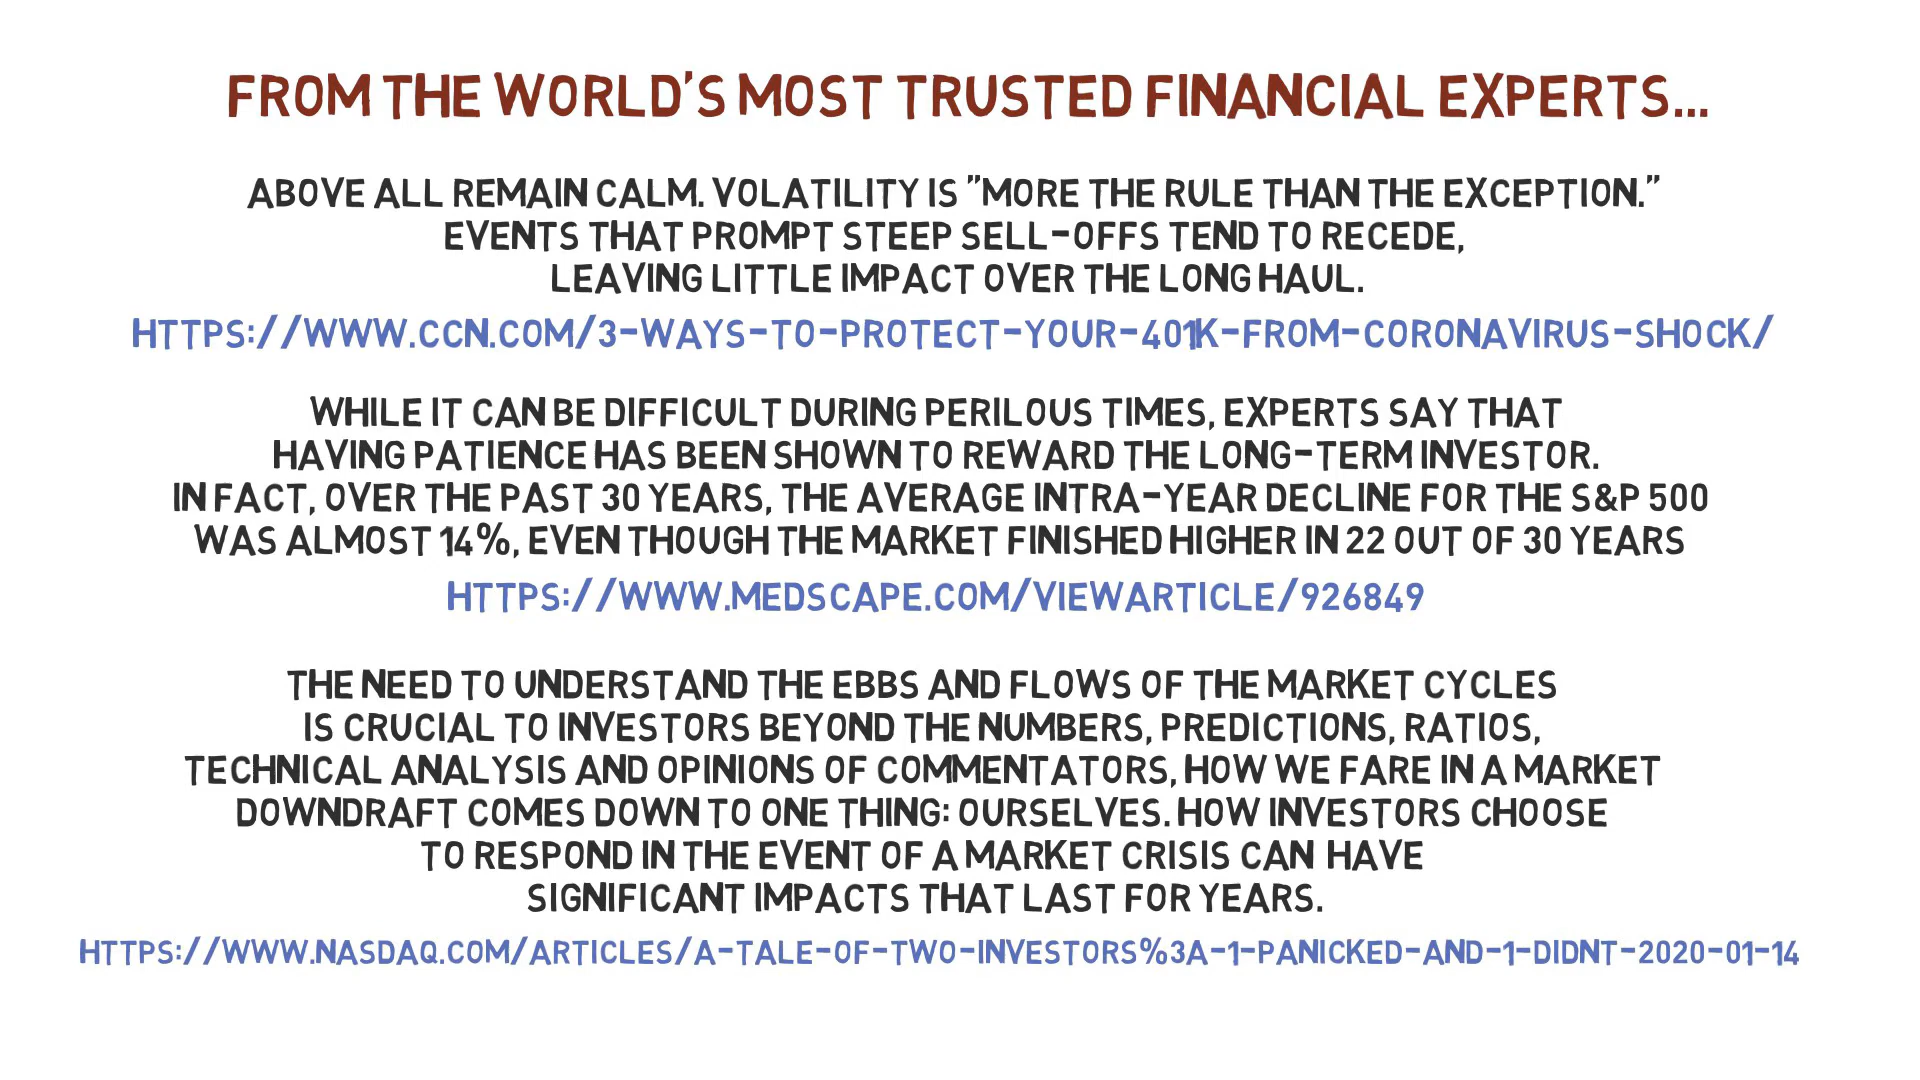 FROM THE WORLD'S MOST TRUSTED FINANCIAL EXPERTS...
ABOVE ALL REMAIN CALM. VOLATILITY IS "MORE THE RULE THAN THE EXCEPTION."
EVENTS THAT PROMPT STEEP SELL-OFFS TEND TO RECEDE,
LEAVING LITTLE IMPACT OVER THE LONG HAUL.
HTTPS://WWW.CCN.COM/3-WAYS-TO-PROTECT-YOUR-401K-FROM-CORONAVIRUS-SHOCK/
WHILE IT CAN BE DIFFICULT DURING PERILOUS TIMES, EXPERTS SAY THAT
HAVING PATIENCE HAS BEEN SHOWN TO REWARD THE LONG-TERM INVESTOR.
IN FACT, OVER THE PAST 30 YEARS, THE AVERAGE INTRA-YEAR DECLINE FOR THE S&P 500
WAS ALMOST 14%, EVEN THOUGH THE MARKET FINISHED HIGHER IN 22 OUT OF 30 YEARS
HTTPS://WWW.MEDSCAPE.COM/VIEWARTICLE/926849
THE NEED TO UNDERSTAND THE EBBS AND FLOWS OF THE MARKET CYCLES
IS CRUCIAL TO INVESTORS BEYOND THE NUMBERS, PREDICTIONS, RATIOS,
TECHNICAL ANALYSIS AND OPINIONS OF COMMENTATORS, HOW WE FARE IN A MARKET
DOWNDRAFT COMES DOWN TO ONE THING: OURSELVES. HOW INVESTORS CHOOSE
TO RESPOND IN THE EVENT OF A MARKET CRISIS CAN HAVE
SIGNIFICANT IMPACTS THAT LAST FOR YEARS.
HTTPS://WWW.NASDAQ.COM/ARTICLES/A-TALE-OF-TWO-INVESTORS%3A-1-PANICKED-AND-1-DIDNT-2020-01-14